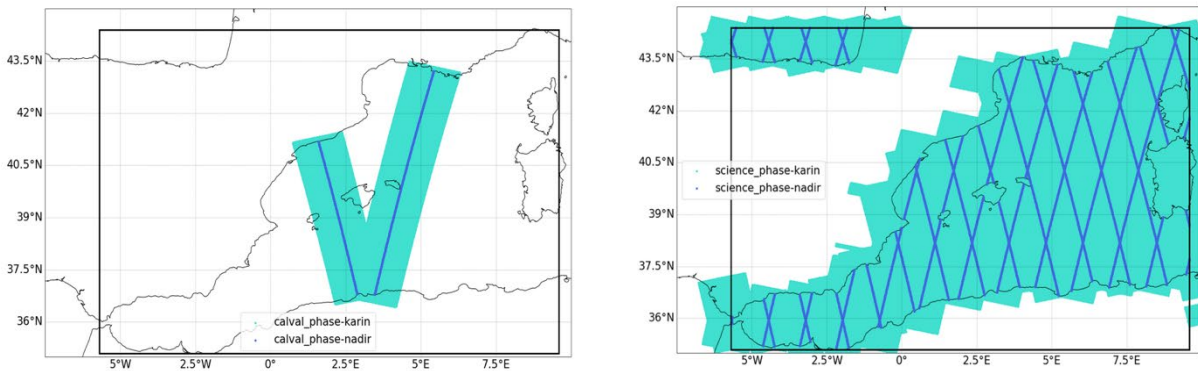 43.5°N
42°N
40.5°N
39°N
37.5°N
36°N
calval_phase-karin
calval_phase-nadir
5°W 2.5°W 0° 2.5°E 5°E 7.5°E
45°N
43.5°N
42°N
40.5°N
science_phase-karin
science_phase-nadir
39°N
37.5°N
36°N
5°W 2.5°W 0° 2.5°E 5°E 7.5°E